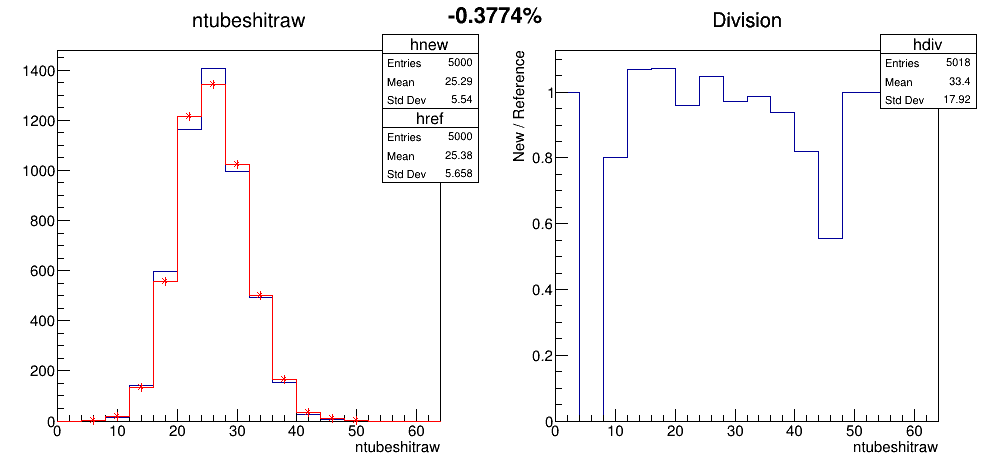 -0.3774%
ntubeshitraw
hnew
Entries 5000
Mean 25.29
Std Dev 5.54
href
Entries 5000
Mean 25.38
Std Dev 5.658
1400
1200
1000
800
600
400
200
0
0 10 20 30 40 50 60
ntubeshitraw
Division
hdiv
Entries 5018
Mean 33.4
Std Dev 17.92
New / Reference
1
0.8
0.6
0.4
0.2
0
0 10 20 30 40 50 60
ntubeshitraw